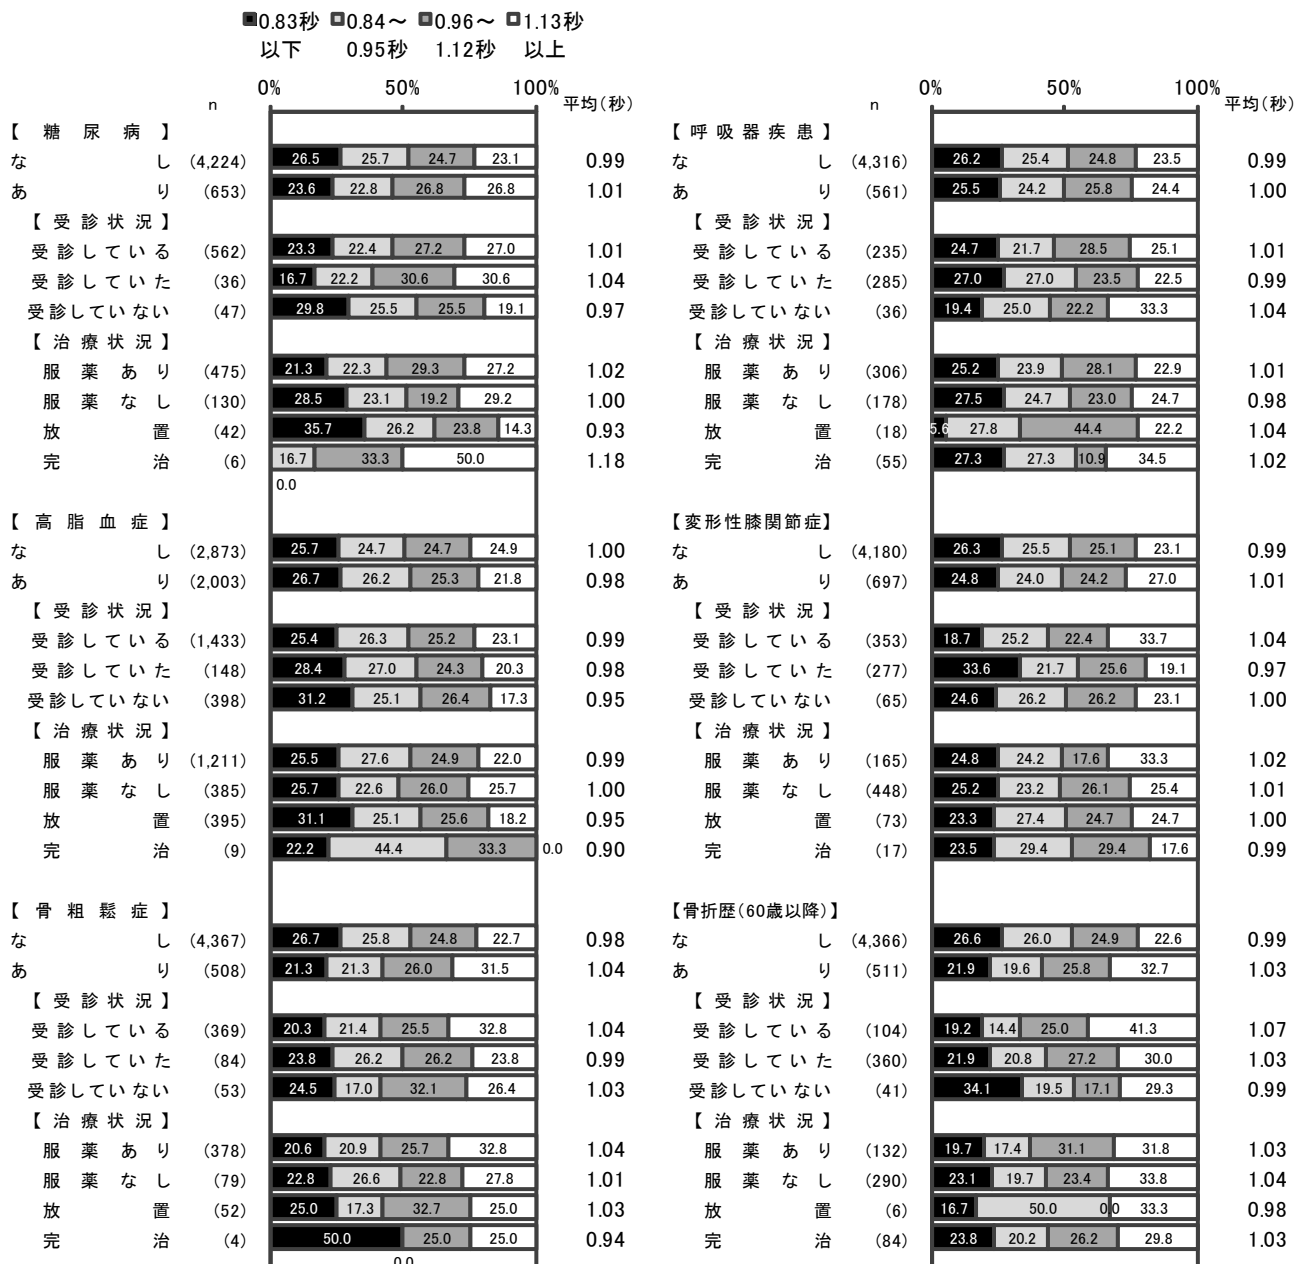 ■0.83秒以下 ■0.84～0.95秒 ■0.96～1.12秒 □1.13秒以上
n 0% 50% 100% 平均(秒)
【糖尿病】
なし (4,224) 26.5 25.7 24.7 23.1 0.99
あり (653) 23.6 22.8 26.8 26.8 1.01
【受診状況】
受診している (562) 23.3 22.4 27.2 27.0 1.01
受診していた (36) 16.7 22.2 30.6 30.6 1.04
受診していない (47) 29.8 25.5 25.5 19.1 0.97
【治療状況】
服薬あり (475) 21.3 22.3 29.3 27.2 1.02
服薬なし (130) 28.5 23.1 19.2 29.2 1.00
放置 (42) 35.7 26.2 23.8 14.3 0.93
完治 (6) 16.7 33.3 50.0 1.18
0.0
【高脂血症】
なし (2,873) 25.7 24.7 24.7 24.9 1.00
あり (2,003) 26.7 26.2 25.3 21.8 0.98
【受診状況】
受診している (1,433) 25.4 26.3 25.2 23.1 0.99
受診していた (148) 28.4 27.0 24.3 20.3 0.98
受診していない (398) 31.2 25.1 26.4 17.3 0.95
【治療状況】
服薬あり (1,211) 25.5 27.6 24.9 22.0 0.99
服薬なし (385) 25.7 22.6 26.0 25.7 1.00
放置 (395) 31.1 25.1 25.6 18.2 0.95
完治 (9) 22.2 44.4 33.3 0.0 0.90
【骨粗鬆症】
なし (4,367) 26.7 25.8 24.8 22.7 0.98
あり (508) 21.3 21.3 26.0 31.5 1.04
【受診状況】
受診している (369) 20.3 21.4 25.5 32.8 1.04
受診していた (84) 23.8 26.2 26.2 23.8 0.99
受診していない (53) 24.5 17.0 32.1 26.4 1.03
【治療状況】
服薬あり (378) 20.6 20.9 25.7 32.8 1.04
服薬なし (79) 22.8 26.6 22.8 27.8 1.01
放置 (52) 25.0 17.3 32.7 25.0 1.03
完治 (4) 50.0 25.0 25.0 0.94
0.0
n 0% 50% 100% 平均(秒)
【呼吸器疾患】
なし (4,316) 26.2 25.4 24.8 23.5 0.99
あり (561) 25.5 24.2 25.8 24.4 1.00
【受診状況】
受診している (235) 24.7 21.7 28.5 25.1 1.01
受診していた (285) 27.0 27.0 23.5 22.5 0.99
受診していない (36) 19.4 25.0 22.2 33.3 1.04
【治療状況】
服薬あり (306) 25.2 23.9 28.1 22.9 1.01
服薬なし (178) 27.5 24.7 23.0 24.7 0.98
放置 (18) 5.6 27.8 44.4 22.2 1.04
完治 (55) 27.3 27.3 10.9 34.5 1.02
【変形性膝関節症】
なし (4,180) 26.3 25.5 25.1 23.1 0.99
あり (697) 24.8 24.0 24.2 27.0 1.01
【受診状況】
受診している (353) 18.7 25.2 22.4 33.7 1.04
受診していた (277) 33.6 21.7 25.6 19.1 0.97
受診していない (65) 24.6 26.2 26.2 23.1 1.00
【治療状況】
服薬あり (165) 24.8 24.2 17.6 33.3 1.02
服薬なし (448) 25.2 23.2 26.1 25.4 1.01
放置 (73) 23.3 27.4 24.7 24.7 1.00
完治 (17) 23.5 29.4 29.4 17.6 0.99
【骨折歴(60歳以降)】
なし (4,366) 26.6 26.0 24.9 22.6 0.99
あり (511) 21.9 19.6 25.8 32.7 1.03
【受診状況】
受診している (104) 19.2 14.4 25.0 41.3 1.07
受診していた (360) 21.9 20.8 27.2 30.0 1.03
受診していない (41) 34.1 19.5 17.1 29.3 0.99
【治療状況】
服薬あり (132) 19.7 17.4 31.1 31.8 1.03
服薬なし (290) 23.1 19.7 23.4 33.8 1.04
放置 (6) 16.7 50.0 0.0 33.3 0.98
完治 (84) 23.8 20.2 26.2 29.8 1.03